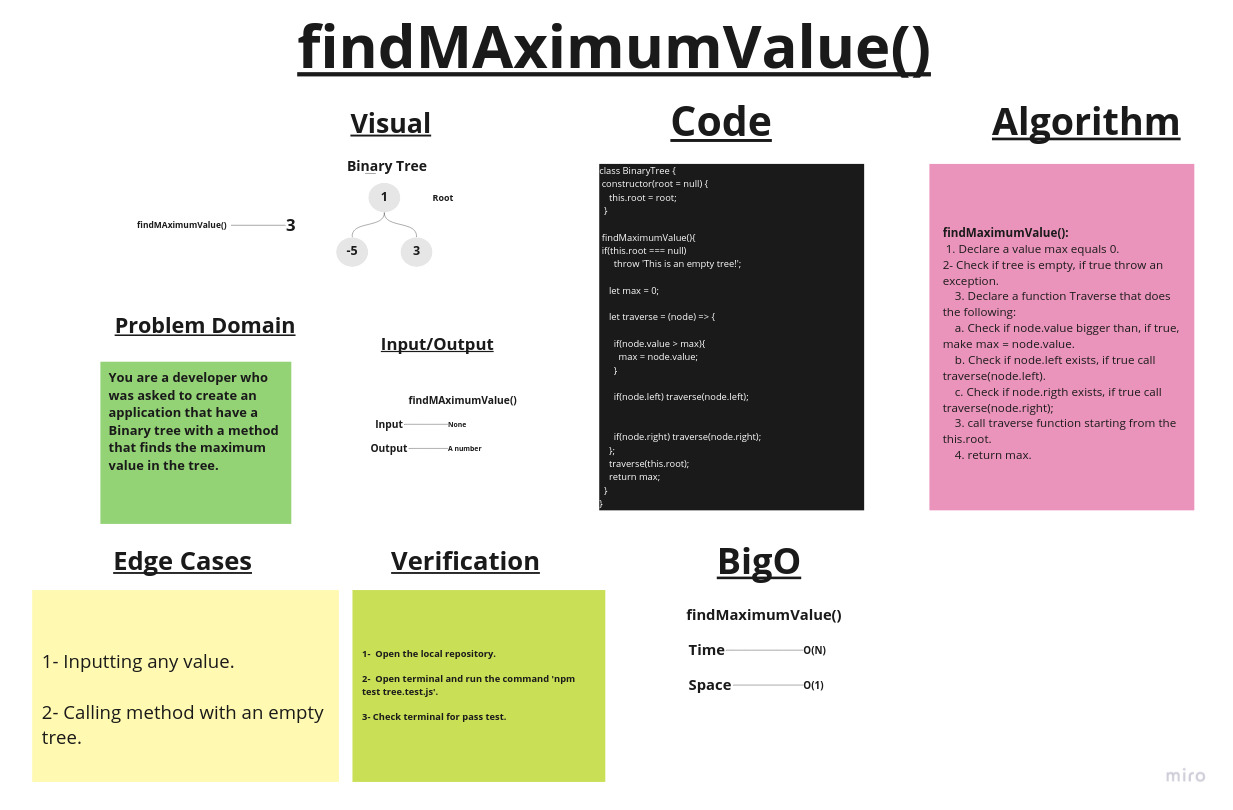 findMAximumValue()
Visual
Binary Tree
1
Root
findMAximumValue()
3
-5
3
Problem Domain
You are a developer who
was asked to create an
application that have a
Binary tree with a method
that finds the maximum
value in the tree.
Input/Output
findMAximumValue()
Input
None
Output
A number
Code
class BinaryTree {
constructor(root = null) {
this.root = root;
}
findMAximumValue(){
if(this.root === null)
throw 'This is an empty tree!';
let max = 0;
let traverse = (node) => {
if(node.value > max){
max = node.value;
}
if(node.left) traverse(node.left);
if(node.right) traverse(node.right);
};
traverse(this.root);
return max;
}
}
Algorithm
findMAximumValue():
1. Declare a value max equals 0.
2- Check if tree is empty, if true throw an
exception.
3. Declare a function Traverse that does
the following:
a. Check if node.value bigger than, if true,
make max = node.value.
b. Check if node.left exists, if true call
traverse(node.left).
c. Check if node.rigth exists, if true call
traverse(node.right);
3. call traverse function starting from the
this.root.
4. return max.
Edge Cases
1- Inputting any value.
2- Calling method with an empty
tree.
Verification
1- Open the local repository.
2- Open terminal and run the command 'npm
test tree.test.js'.
3- Check terminal for pass test.
BigO
findMaximumValue()
Time
O(N)
Space
O(1)
miro